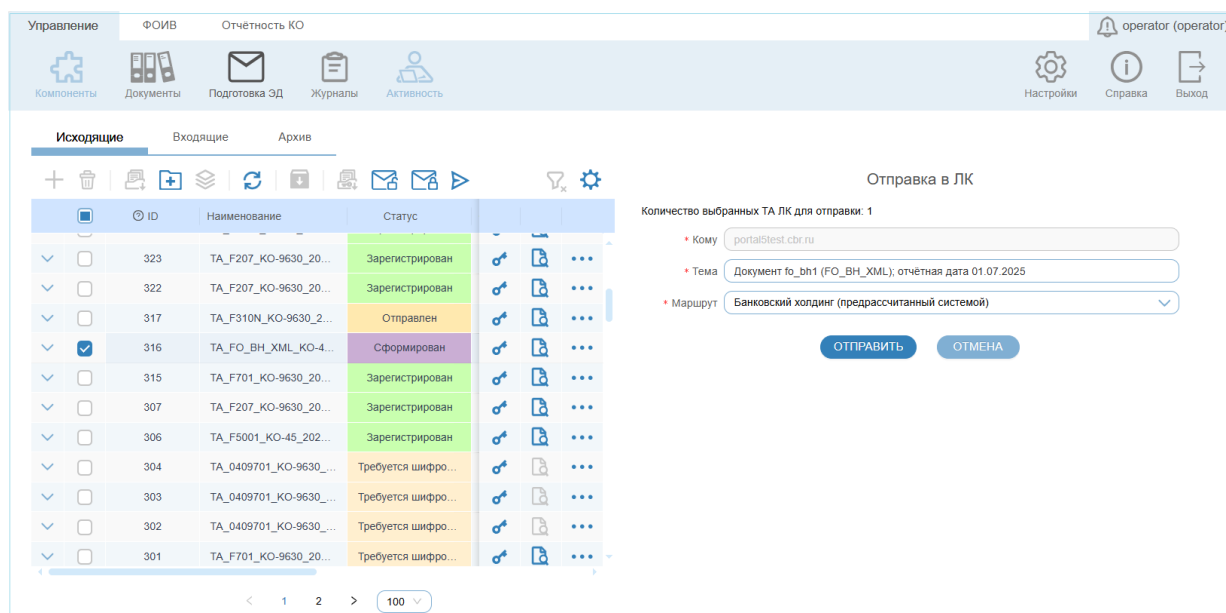 Управление ФОИВ Отчётность КО operator (operator)
Компоненты Документы Подготовка ЭД Журналы Активность Настройки Справка Выход
Исходящие Входящие Архив
Отправка в ЛК
Количество выбранных ТА ЛК для отправки: 1
* Кому portal5test.cbr.ru
* Тема Документ fo_bh1 (FO_BH_XML); отчётная дата 01.07.2025
* Маршрут Банковский холдинг (предрассчитанный системой)
ОТПРАВИТЬ ОТМЕНА
ID Наименование Статус
323 TA_F207_KO-9630_20... Зарегистрирован
322 TA_F207_KO-9630_20... Зарегистрирован
317 TA_F310N_KO-9630_2... Отправлен
316 TA_FO_BH_XML_KO-4... Сформирован
315 TA_F701_KO-9630_20... Зарегистрирован
307 TA_F207_KO-9630_20... Зарегистрирован
306 TA_F5001_KO-45_202... Зарегистрирован
304 TA_0409701_KO-9630_... Требуется шифро...
303 TA_0409701_KO-9630_... Требуется шифро...
302 TA_0409701_KO-9630_... Требуется шифро...
301 TA_F701_KO-9630_20... Требуется шифро...
< 1 2 > 100